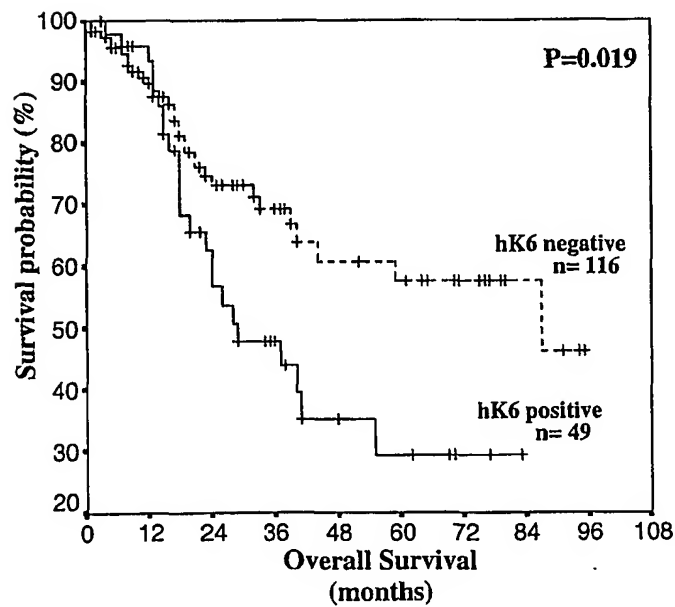 100
90
80
70
60
50
40
30
20
Survival probability (%)
P=0.019
hK6 negative
n= 116
hK6 positive
n= 49
0 12 24 36 48 60 72 84 96 108
Overall Survival
(months)